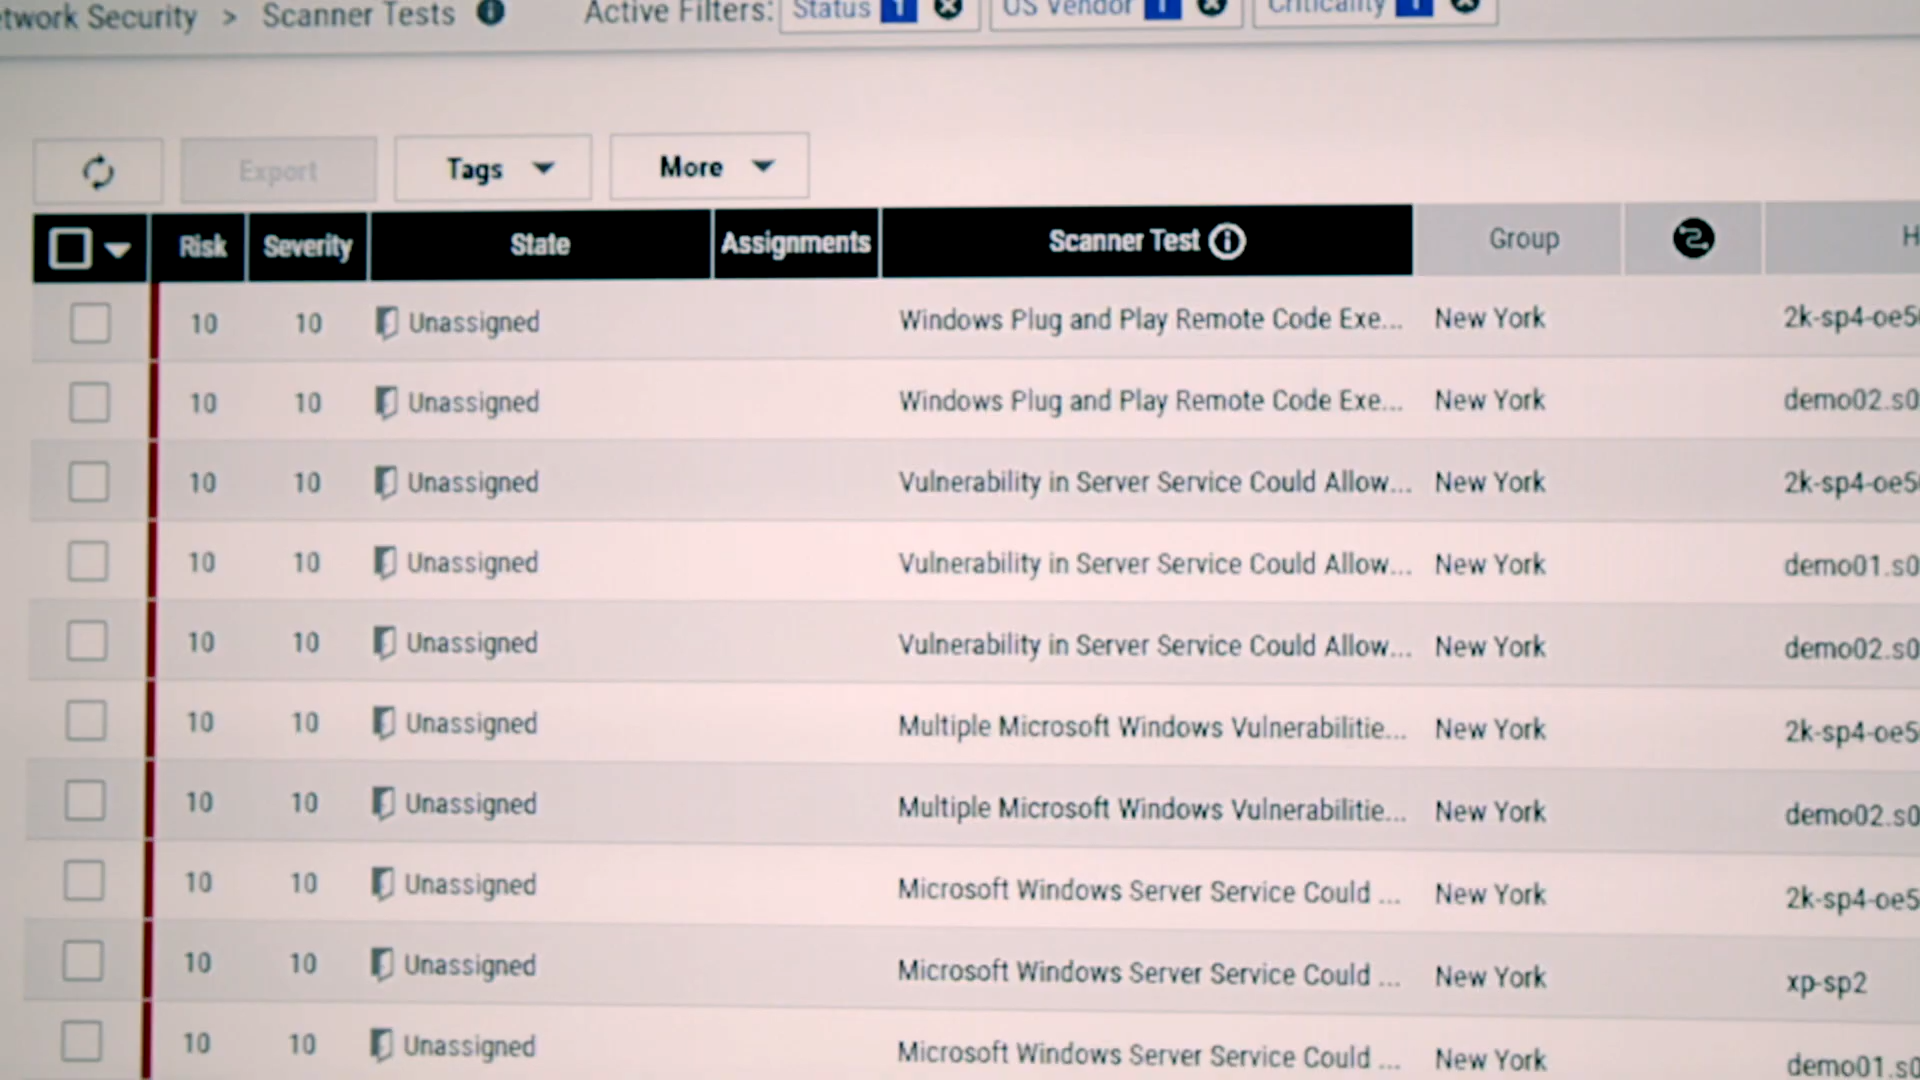 twork Security > Scanner Tests Active Filters: Status 1 US Vendor 1 Criticality 1
Export Tags More
Risk Severity State Assignments Scanner Test Group H
10 10 Unassigned Windows Plug and Play Remote Code Exe... New York 2k-sp4-oe5
10 10 Unassigned Windows Plug and Play Remote Code Exe... New York demo02.s0
10 10 Unassigned Vulnerability in Server Service Could Allow... New York 2k-sp4-oe5
10 10 Unassigned Vulnerability in Server Service Could Allow... New York demo01.s0
10 10 Unassigned Vulnerability in Server Service Could Allow... New York demo02.s0
10 10 Unassigned Multiple Microsoft Windows Vulnerabilitie... New York 2k-sp4-oe5
10 10 Unassigned Multiple Microsoft Windows Vulnerabilitie... New York demo02.s0
10 10 Unassigned Microsoft Windows Server Service Could ... New York 2k-sp4-oe5
10 10 Unassigned Microsoft Windows Server Service Could ... New York xp-sp2
10 10 Unassigned Microsoft Windows Server Service Could ... New York demo01.s0